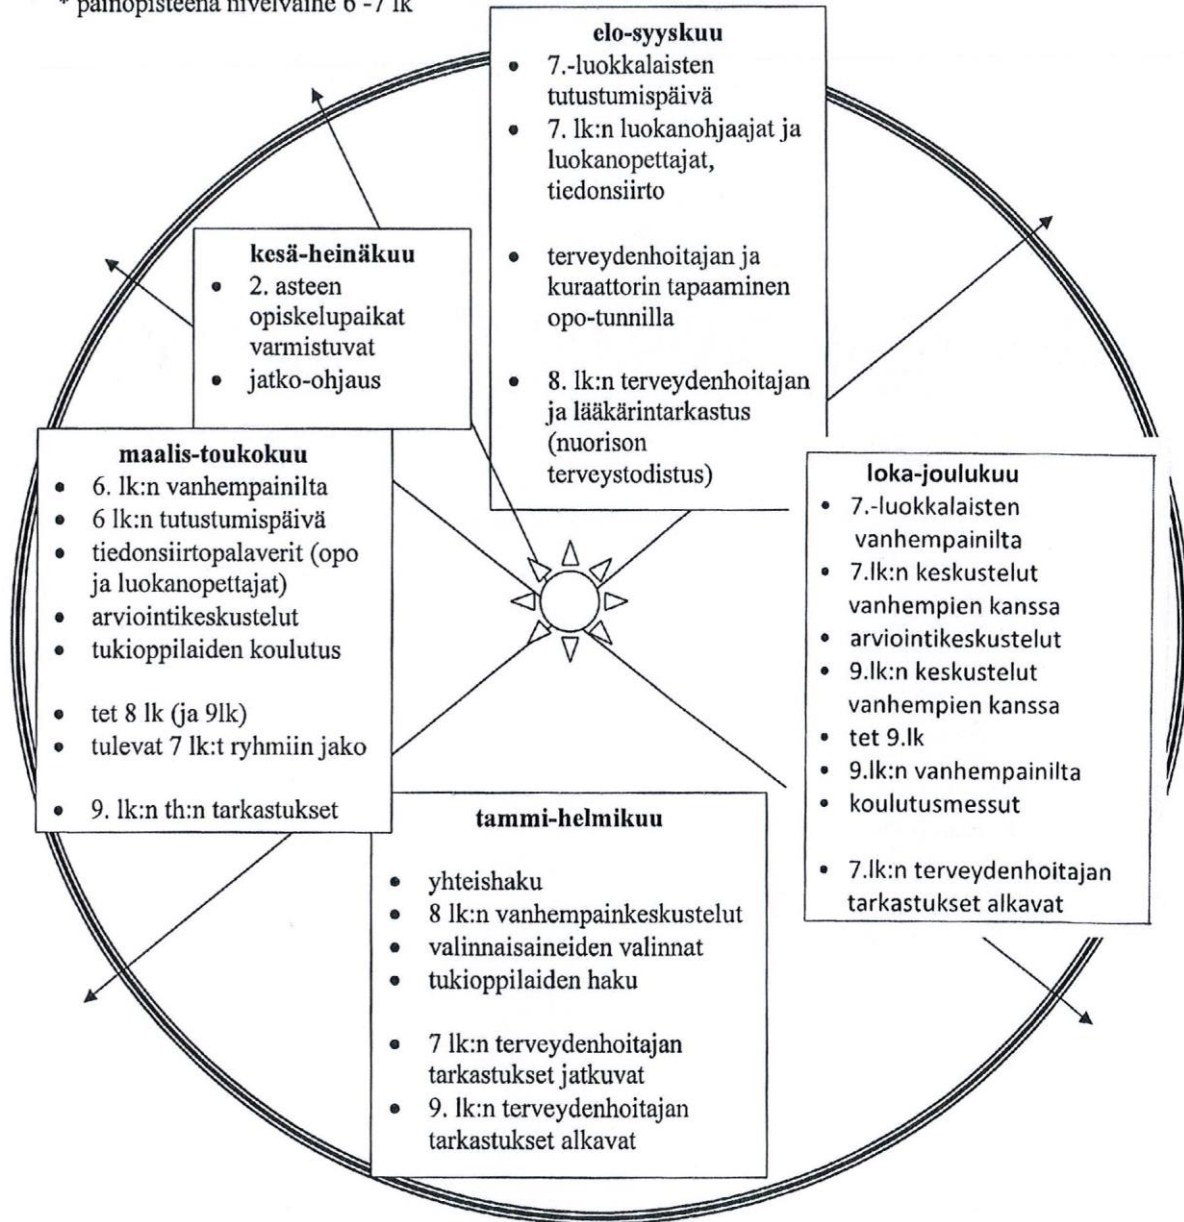 * painopisteenä nivelvaihe 6 -7 lk
elo-syyskuu
• 7.-luokkalaisten
tutustumispäivä
• 7. lk:n luokanohjaajat ja
luokanopettajat,
tiedonsiirto
• terveydenhoitajan ja
kuraattorin tapaaminen
opo-tunnilla
• 8. lk:n terveydenhoitajan
ja lääkärintarkastus
(nuorison
terveystodistus)
kesä-heinäkuu
• 2. asteen
opiskelupaikat
varmistuvat
• jatko-ohjaus
maalis-toukokuu
• 6. lk:n vanhempainilta
• 6 lk:n tutustumispäivä
• tiedonsiirtopalaverit (opo
ja luokanopettajat)
• arviointikeskustelut
• tukioppilaiden koulutus
• tet 8 lk (ja 9lk)
• tulevat 7 lk:t ryhmiin jako
• 9. lk:n th:n tarkastukset
loka-joulukuu
• 7.-luokkalaisten
vanhempainilta
• 7.lk:n keskustelut
vanhempien kanssa
• arviointikeskustelut
• 9.lk:n keskustelut
vanhempien kanssa
• tet 9.lk
• 9.lk:n vanhempainilta
• koulutusmessut
• 7.lk:n terveydenhoitajan
tarkastukset alkavat
tammi-helmikuu
• yhteishaku
• 8 lk:n vanhempainkeskustelut
• valinnaisaineiden valinnat
• tukioppilaiden haku
• 7 lk:n terveydenhoitajan
tarkastukset jatkuvat
• 9. lk:n terveydenhoitajan
tarkastukset alkavat